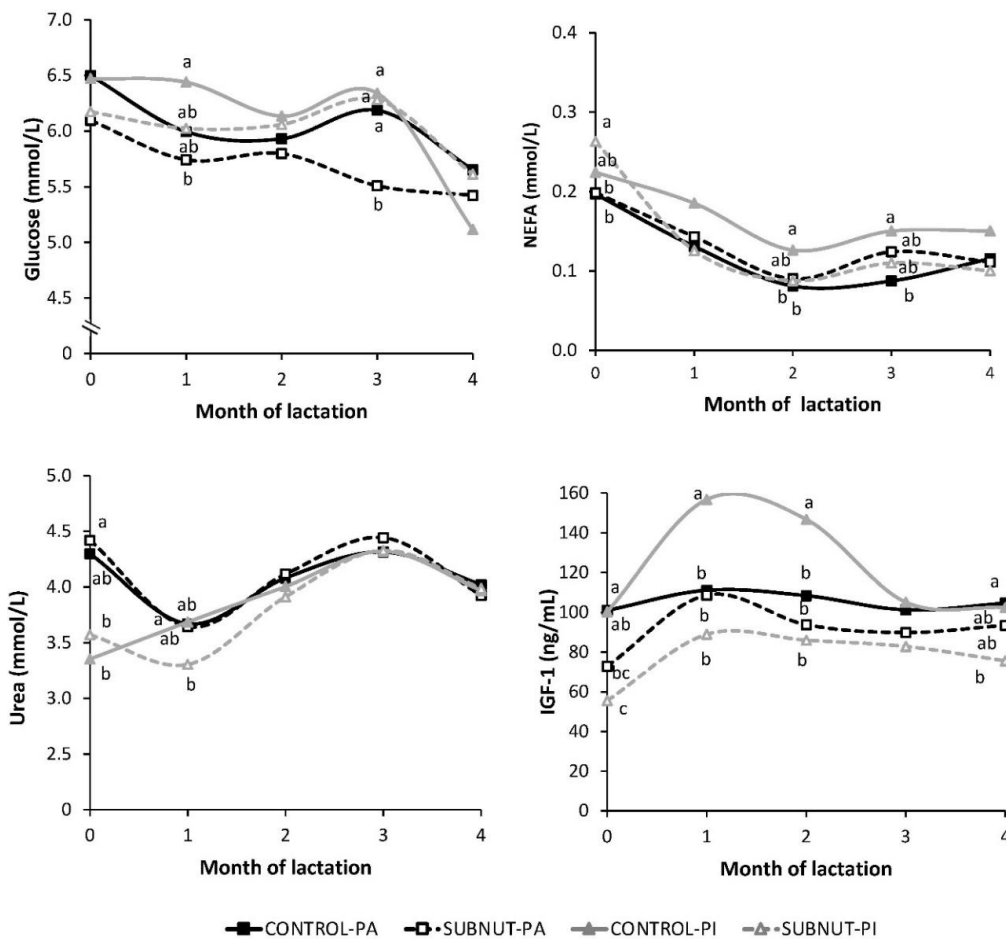 7.0
6.5
6.0
5.5
5.0
4.5
0
Glucose (mmol/L)
a
ab
ab
b
a
a
a
b
0 1 2 3 4
Month of lactation
0.4
0.3
0.2
0.1
0.0
NEFA (mmol/L)
a
ab
b
b
a
ab
b
b
a
ab
ab
b
0 1 2 3 4
Month of lactation
5.0
4.5
4.0
3.5
3.0
0
Urea (mmol/L)
a
ab
b
b
a
ab
ab
b
0 1 2 3 4
Month of lactation
160
140
120
100
80
60
40
20
0
IGF-1 (ng/mL)
a
ab
bc
c
a
b
b
b
a
b
b
b
a
ab
ab
b
0 1 2 3 4
Month of lactation
CONTROL-PA SUBNUT-PA CONTROL-PI SUBNUT-PI